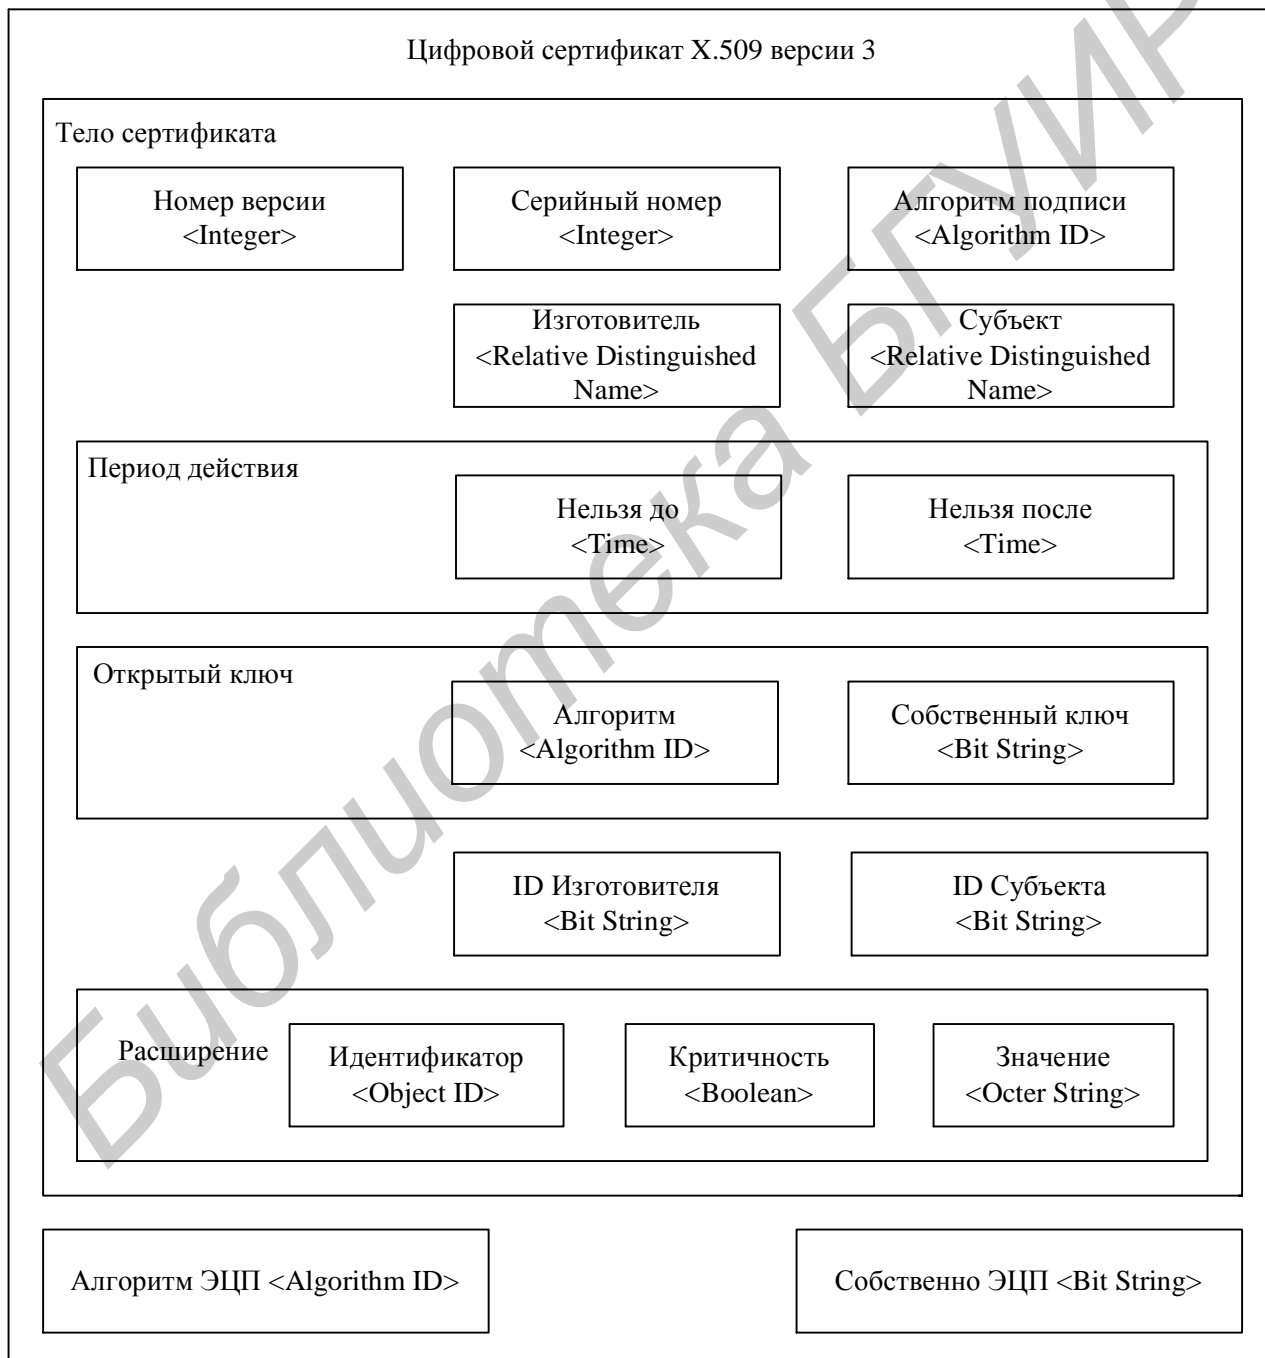 Цифровой сертификат X.509 версии 3
Тело сертификата
Номер версии
<Integer>
Серийный номер
<Integer>
Алгоритм подписи
<Algorithm ID>
Изготовитель
<Relative Distinguished
Name>
Субъект
<Relative Distinguished
Name>
Период действия
Нельзя до
<Time>
Нельзя после
<Time>
Открытый ключ
Алгоритм
<Algorithm ID>
Собственный ключ
<Bit String>
ID Изготовителя
<Bit String>
ID Субъекта
<Bit String>
Расширение
Идентификатор
<Object ID>
Критичность
<Boolean>
Значение
<Octer String>
Алгоритм ЭЦП <Algorithm ID>
Собственно ЭЦП <Bit String>
Библиотека БГУИР